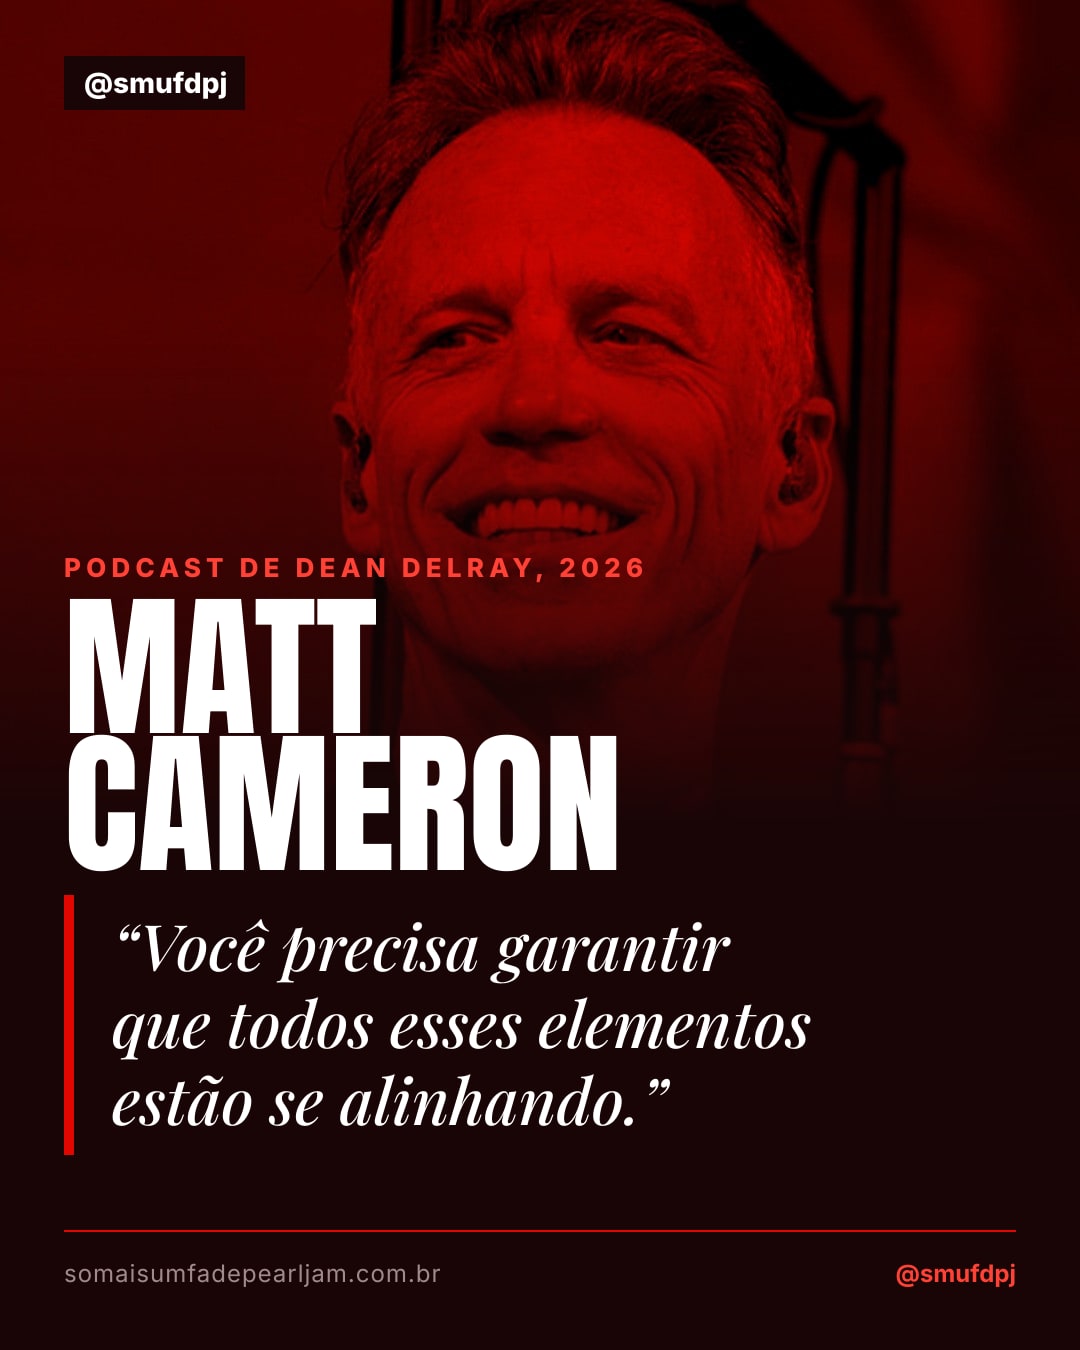 @smufdpj
PODCAST DE DEAN DELRAY, 2026
MATT
CAMERON
“Você precisa garantir
que todos esses elementos
estão se alinhando.”
somaisumfadepearljam.com.br
@smufdpj